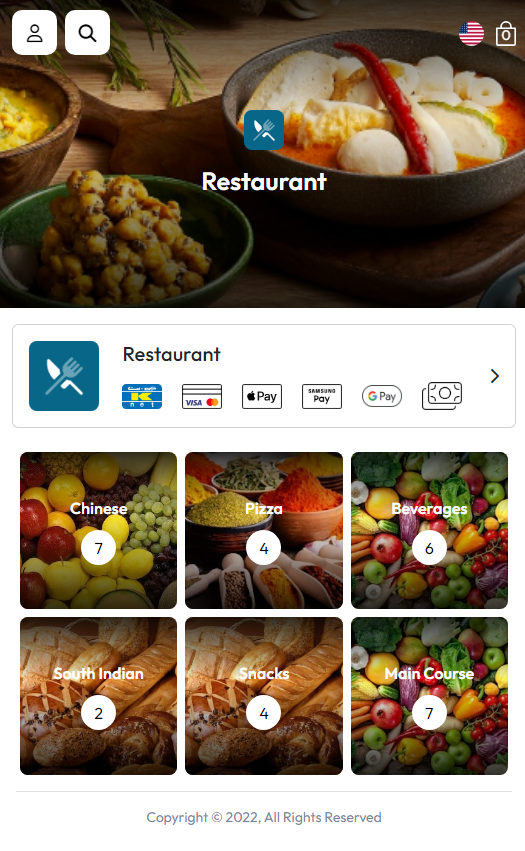 0
Restaurant
Restaurant
K
net
VISA
Pay
SAMSUNG
Pay
G Pay
Chinese
Pizza
Beverages
7
4
6
South Indian
Snacks
Main Course
2
4
7
Copyright © 2022, All Rights Reserved